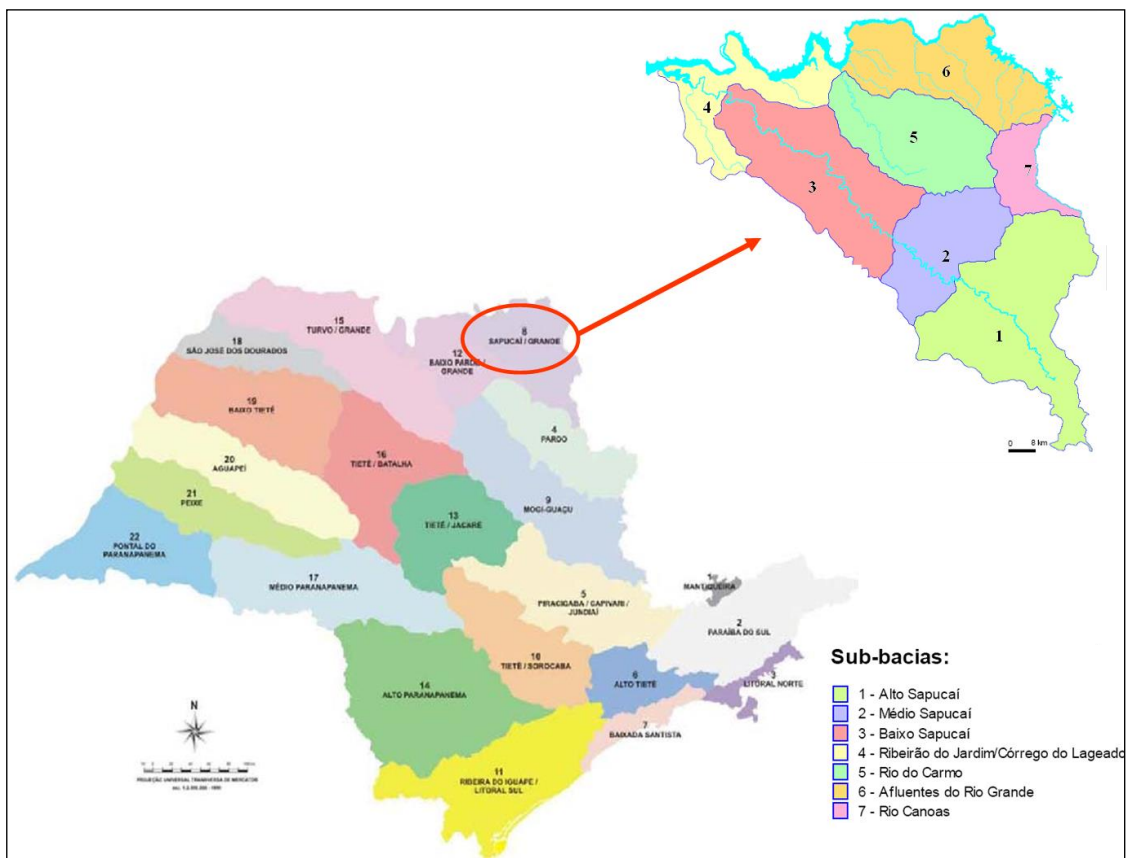 6
4
5
3
7
2
1
0 8 km
15
TURVO / GRANDE
18
SÃO JOSÉ DOS DOURADOS
8
SAPUCAÍ / GRANDE
12
BAIXO PARDO /
GRANDE
19
BAIXO TIETÊ
4
PARDO
20
AGUAPEÍ
16
TIETÊ / BATALHA
21
PEIXE
9
MOGI-GUAÇU
13
TIETÊ / JACARÉ
22
PONTAL DO
PARANAPANEMA
17
MÉDIO PARANAPANEMA
5
PIRACICABA / CAPIVARI /
JUNDIAÍ
1
MANTIQUEIRA
2
PARAÍBA DO SUL
10
TIETÊ / SOROCABA
6
ALTO TIETÊ
3
LITORAL NORTE
14
ALTO PARANAPANEMA
7
BAIXADA SANTISTA
11
RIBEIRA DO IGUAPE /
LITORAL SUL
N
PROJEÇÃO UNIVERSAL TRANSVERSA DE MERCATOR
Sub-bacias:
1 - Alto Sapucaí
2 - Médio Sapucaí
3 - Baixo Sapucaí
4 - Ribeirão do Jardim/Córrego do Lageado
5 - Rio do Carmo
6 - Afluentes do Rio Grande
7 - Rio Canoas